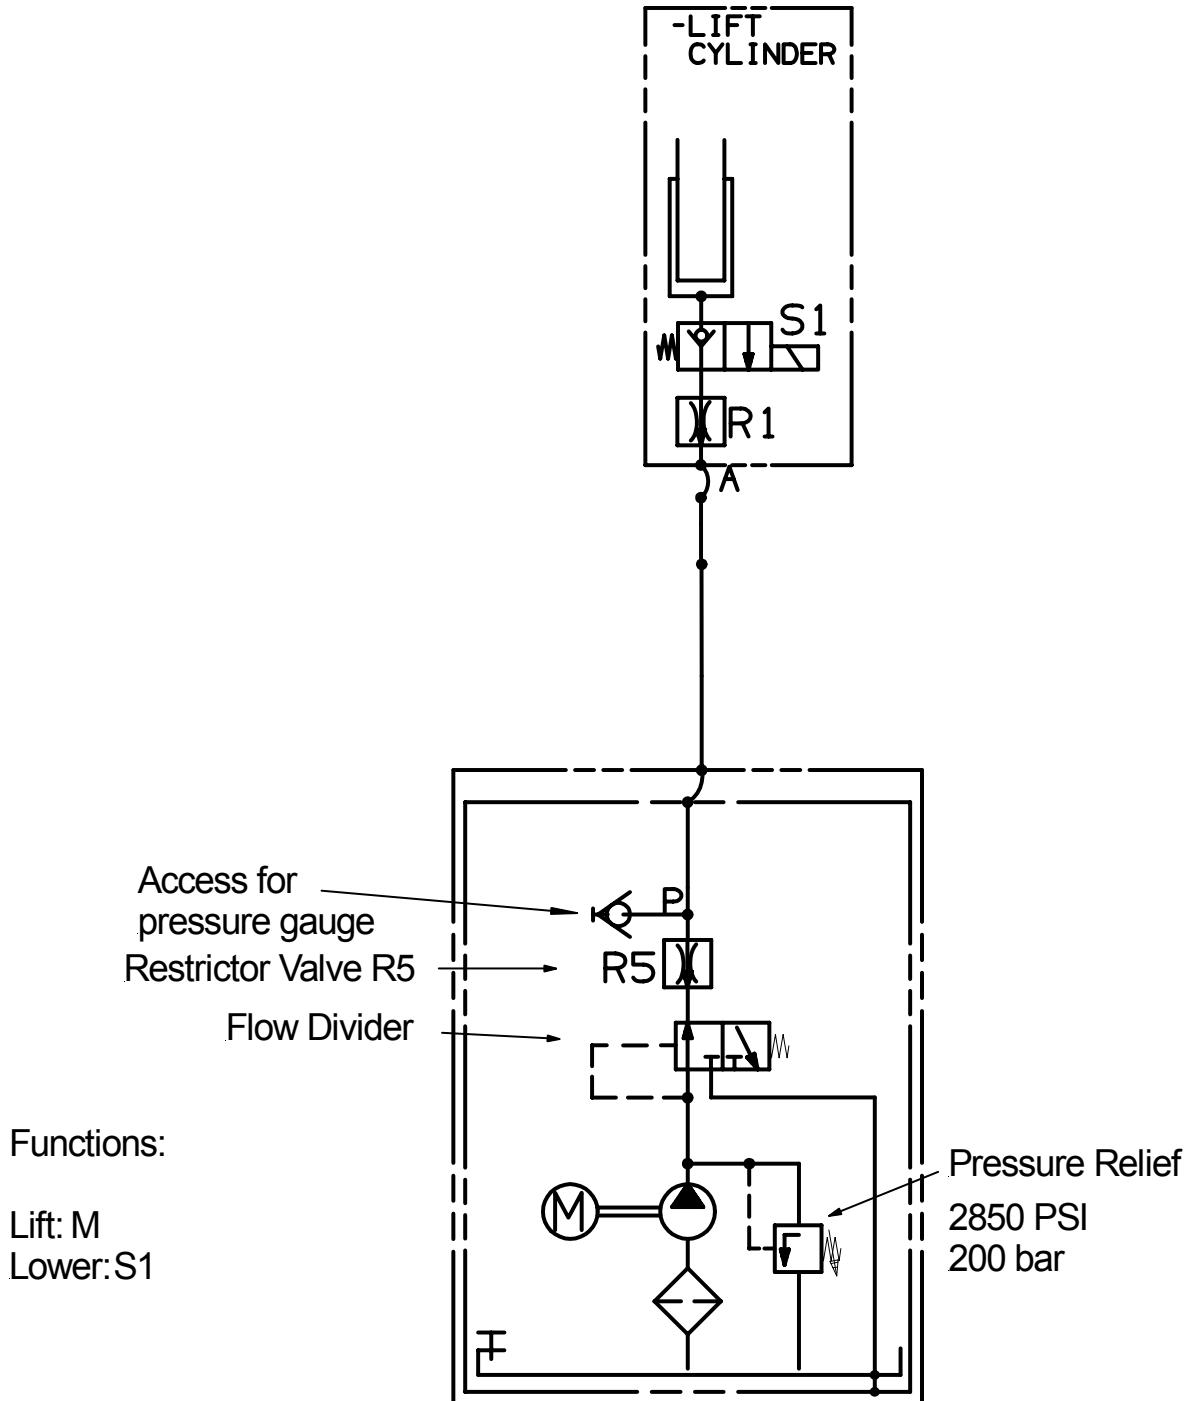 -LIFT
CYLINDER
S1
R1
A
Access for
pressure gauge
P
Restrictor Valve R5
R5
Flow Divider
Functions:
Lift: M
Lower: S1
M
Pressure Relief
2850 PSI
200 bar